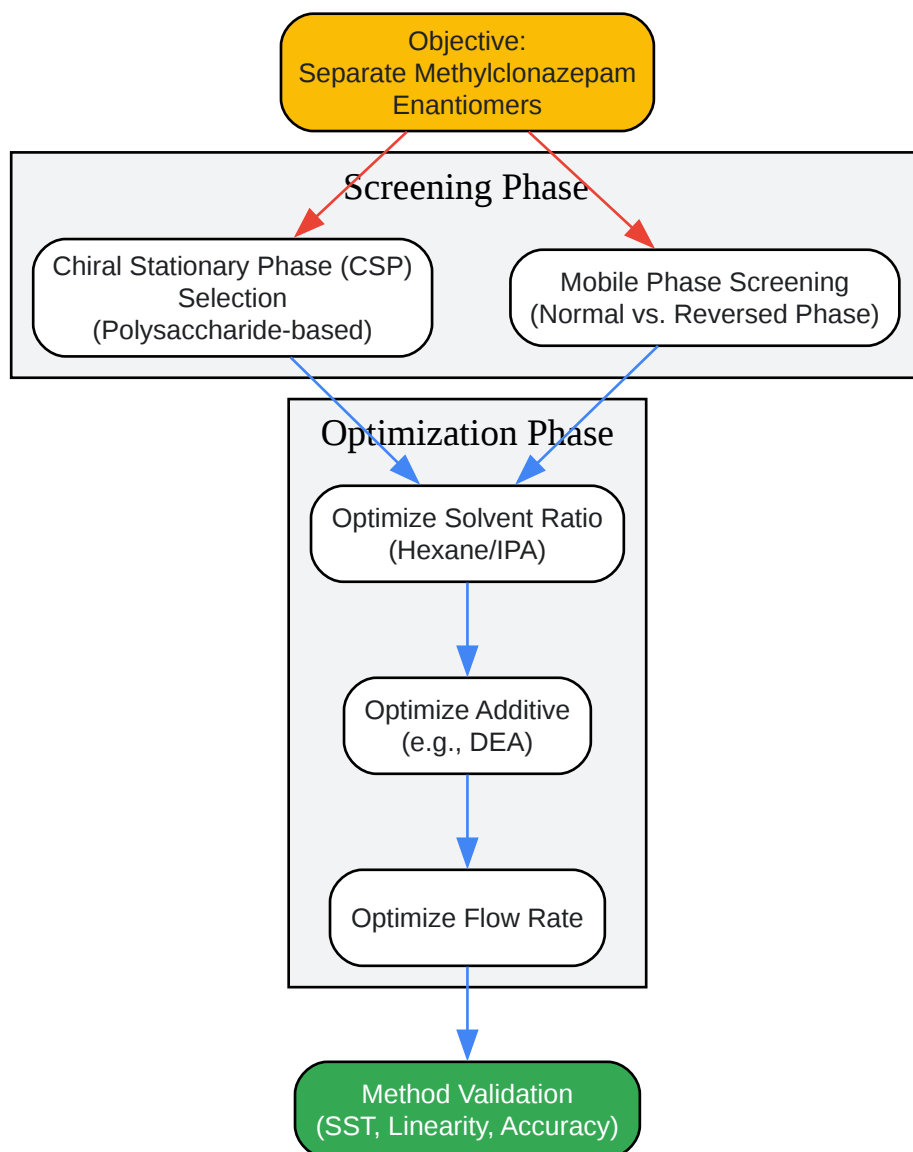 Objective:
Separate Methylclonazepam
Enantiomers
Screening Phase
Chiral Stationary Phase (CSP)
Selection
(Polysaccharide-based)
Mobile Phase Screening
(Normal vs. Reversed Phase)
Optimization Phase
Optimize Solvent Ratio
(Hexane/IPA)
Optimize Additive
(e.g., DEA)
Optimize Flow Rate
Method Validation
(SST, Linearity, Accuracy)